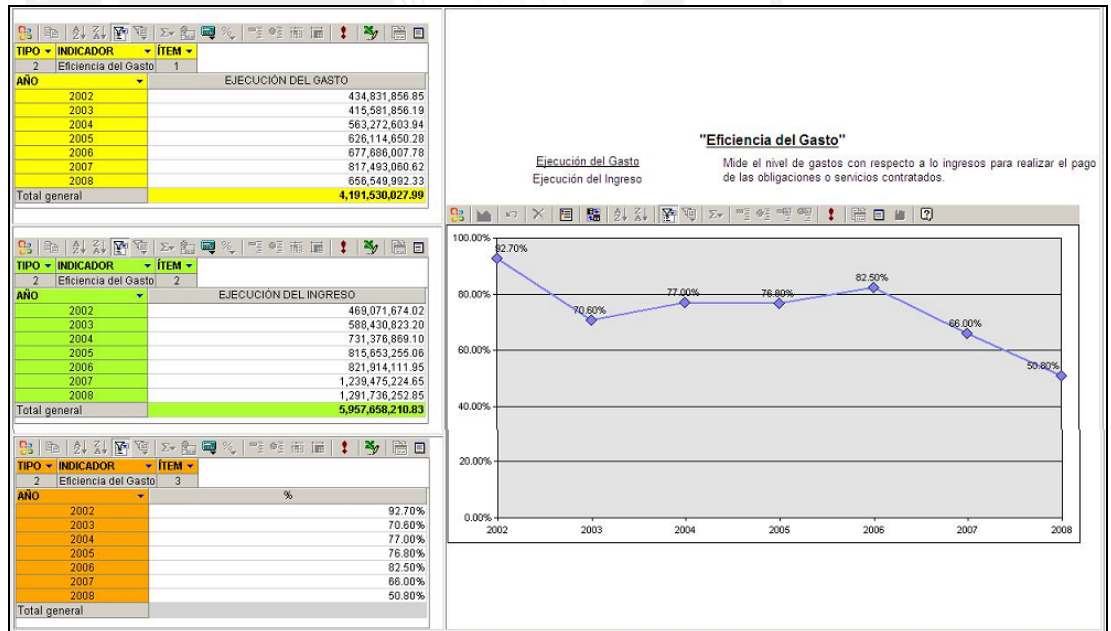 TIPO INDICADOR ÍTEM
2 Eficiencia del Gasto 1
AÑO EJECUCIÓN DEL GASTO
2002 434,831,856.85
2003 415,581,856.19
2004 563,272,603.94
2005 626,114,650.28
2006 677,686,007.78
2007 817,493,060.62
2008 656,549,992.33
Total general 4,191,530,027.99
TIPO INDICADOR ÍTEM
2 Eficiencia del Gasto 2
AÑO EJECUCIÓN DEL INGRESO
2002 469,071,674.02
2003 588,430,823.20
2004 731,376,869.10
2005 815,653,255.06
2006 821,914,111.95
2007 1,239,475,224.65
2008 1,291,736,252.85
Total general 5,957,658,210.83
TIPO INDICADOR ÍTEM
2 Eficiencia del Gasto 3
AÑO %
2002 92.70%
2003 70.60%
2004 77.00%
2005 76.80%
2006 82.50%
2007 66.00%
2008 50.80%
Total general
"Eficiencia del Gasto"
Ejecución del Gasto
Ejecución del Ingreso
Mide el nivel de gastos con respecto a lo ingresos para realizar el pago
de las obligaciones o servicios contratados.
100.00%
80.00%
60.00%
40.00%
20.00%
0.00%
92.70%
70.60%
77.00%
76.80%
82.50%
66.00%
50.80%
2002 2003 2004 2005 2006 2007 2008